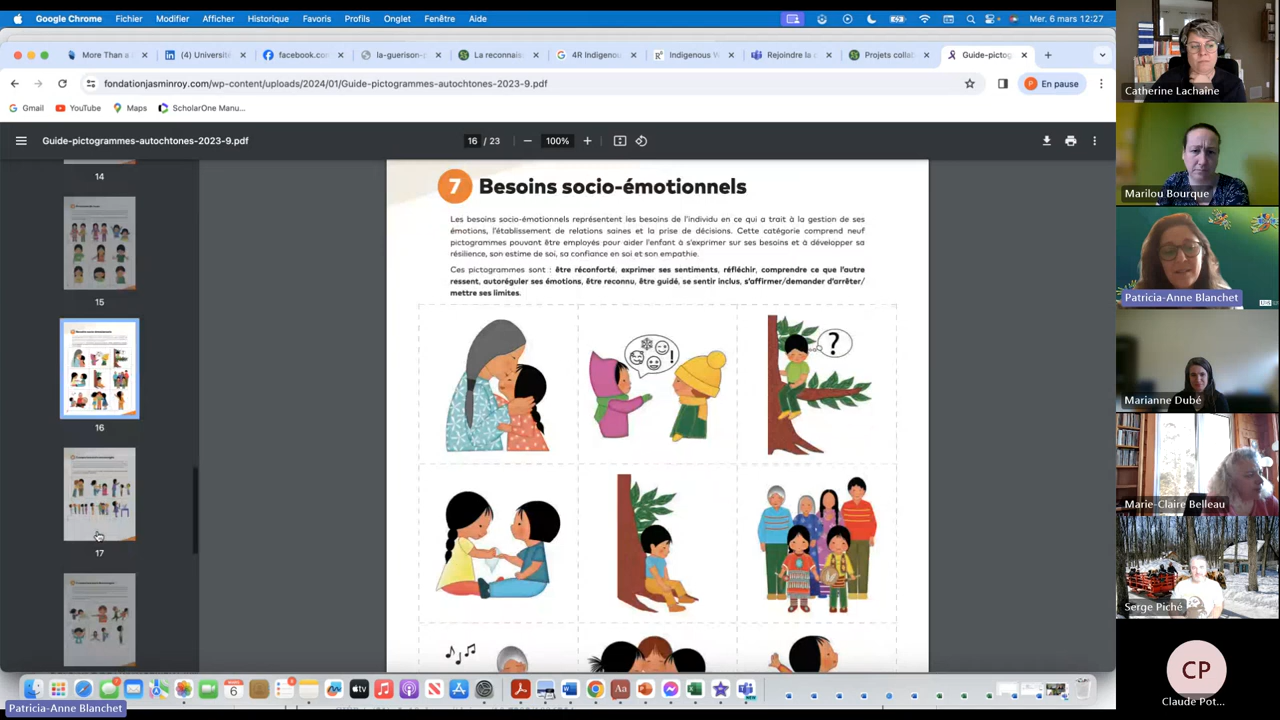 Google Chrome Fichier Modifier Afficher Historique Favoris Profils Onglet Fenêtre Aide Mer. 6 mars 12:27
More Than a (4) Universit facebook.co la-guerison- La reconnais 4R Indigeno Indigenous W Rejoindre la c Projets collab Guide-pictog
fondationjasminroy.com/wp-content/uploads/2024/01/Guide-pictogrammes-autochtones-2023-9.pdf En pause
Gmail YouTube Maps ScholarOne Manu...
Guide-pictogrammes-autochtones-2023-9.pdf 16 / 23 100%
14
15
16
17
7 Besoins socio-émotionnels
Les besoins socio-émotionnels représentent les besoins de l'individu en ce qui a trait à la gestion de ses
émotions, l'établissement de relations saines et la prise de décisions. Cette catégorie comprend neuf
pictogrammes pouvant être employés pour aider l'enfant à s'exprimer sur ses besoins et à développer sa
résilience, son estime de soi, sa confiance en soi et son empathie.
Ces pictogrammes sont : être réconforté, exprimer ses sentiments, réfléchir, comprendre ce que l'autre
ressent, autoréguler ses émotions, être reconnu, être guidé, se sentir inclus, s'affirmer/demander d'arrêter/
mettre ses limites.
!
?
Catherine Lachaîne
Marilou Bourque
Patricia-Anne Blanchet
Marianne Dubé
Marie-Claire Belleau
Serge Piché
CP
Claude Pot...
Patricia-Anne Blanchet